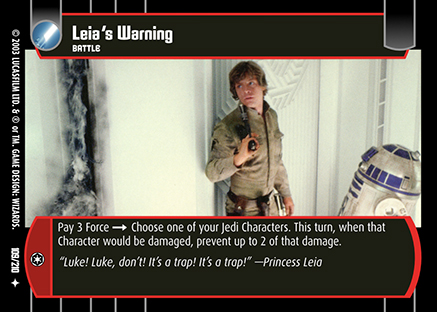 Leia's Warning
BATTLE
Pay 3 Force → Choose one of your Jedi Characters. This turn, when that
Character would be damaged, prevent up to 2 of that damage.
"Luke! Luke, don't! It's a trap! It's a trap!" —Princess Leia
© 2003 LUCASFILM LTD. & ® or TM. GAME DESIGN: WIZARDS.
109/210